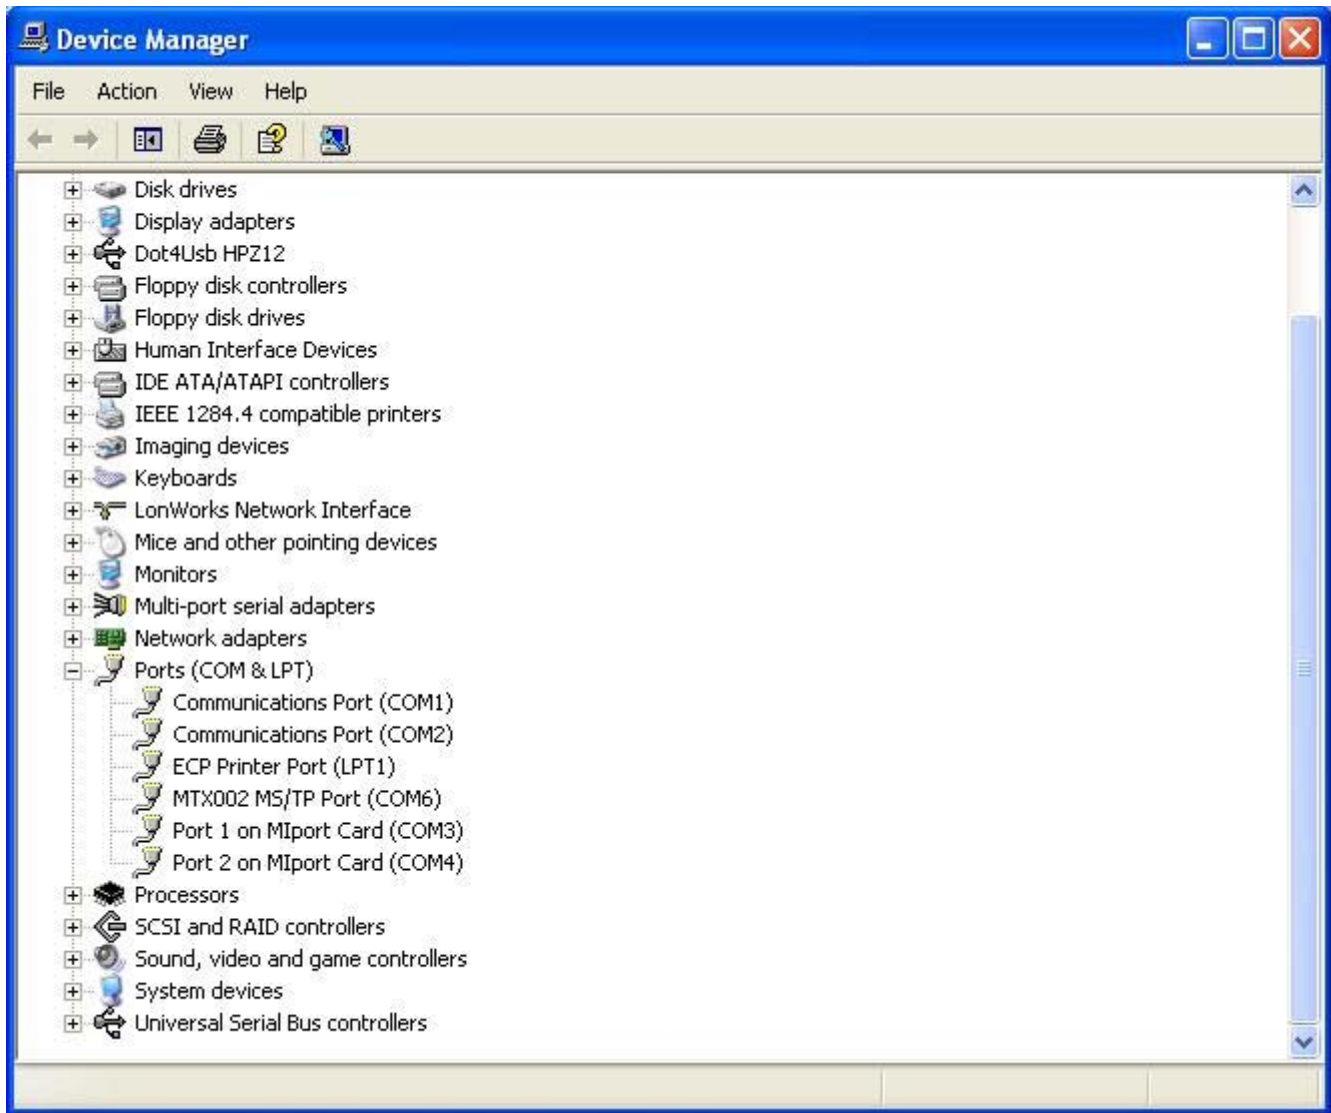 Device Manager
File Action View Help
Disk drives
Display adapters
Dot4Usb HPZ12
Floppy disk controllers
Floppy disk drives
Human Interface Devices
IDE ATA/ATAPI controllers
IEEE 1284.4 compatible printers
Imaging devices
Keyboards
LonWorks Network Interface
Mice and other pointing devices
Monitors
Multi-port serial adapters
Network adapters
Ports (COM & LPT)
Communications Port (COM1)
Communications Port (COM2)
ECP Printer Port (LPT1)
MTX002 MS/TP Port (COM6)
Port 1 on MIport Card (COM3)
Port 2 on MIport Card (COM4)
Processors
SCSI and RAID controllers
Sound, video and game controllers
System devices
Universal Serial Bus controllers